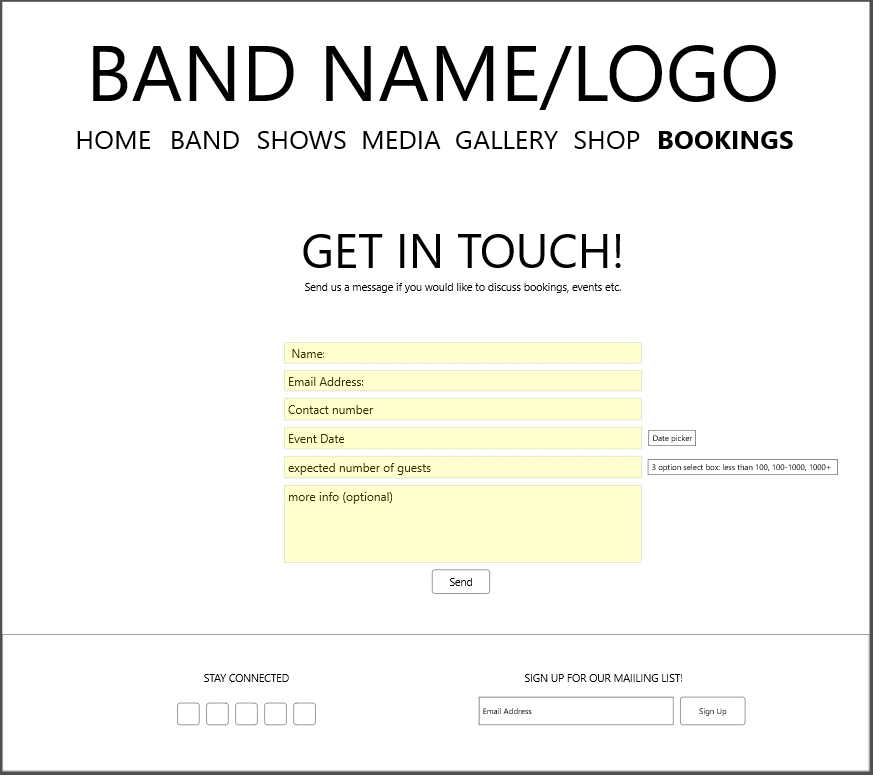 BAND NAME/LOGO
HOME BAND SHOWS MEDIA GALLERY SHOP BOOKINGS
GET IN TOUCH!
Send us a message if you would like to discuss bookings, events etc.
Name:
Email Address:
Contact number
Event Date
Date picker
expected number of guests
3 option select box: less than 100, 100-1000, 1000+
more info (optional)
Send
STAY CONNECTED
SIGN UP FOR OUR MAIILING LIST!
Email Address
Sign Up